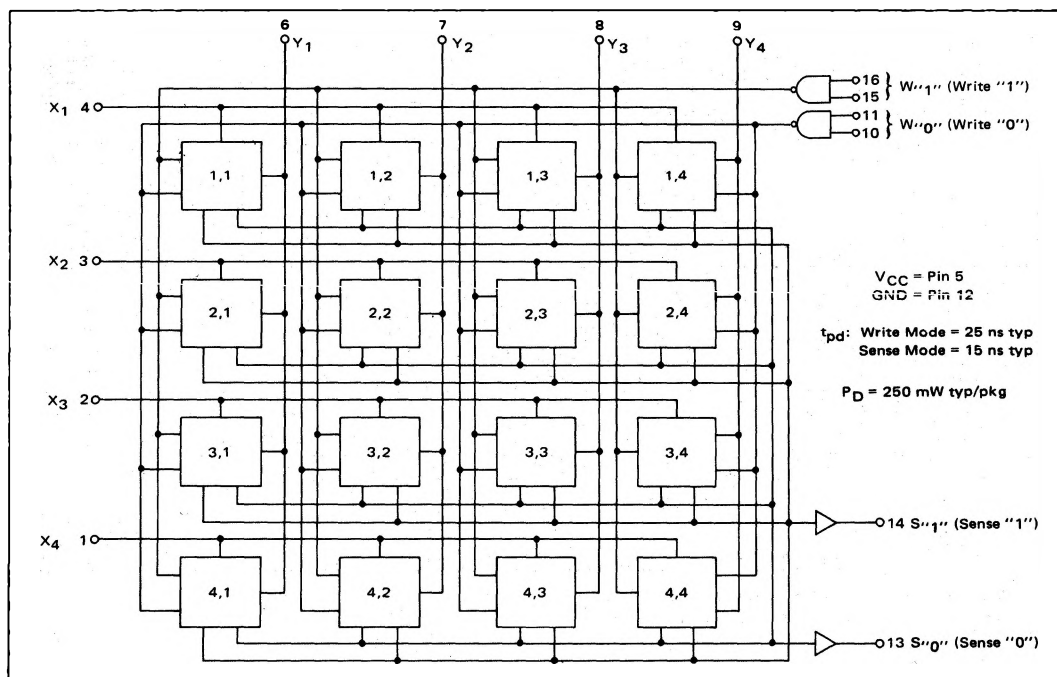 6 7 8 9
Y1 Y2 Y3 Y4
X1 4
16
15
W"1" (Write "1")
11
10
W"0" (Write "0")
1,1 1,2 1,3 1,4
X2 3
2,1 2,2 2,3 2,4
VCC = Pin 5
GND = Pin 12
tpd: Write Mode = 25 ns typ
Sense Mode = 15 ns typ
PD = 250 mW typ/pkg
X3 2
3,1 3,2 3,3 3,4
14 S"1" (Sense "1")
X4 1
4,1 4,2 4,3 4,4
13 S"0" (Sense "0")